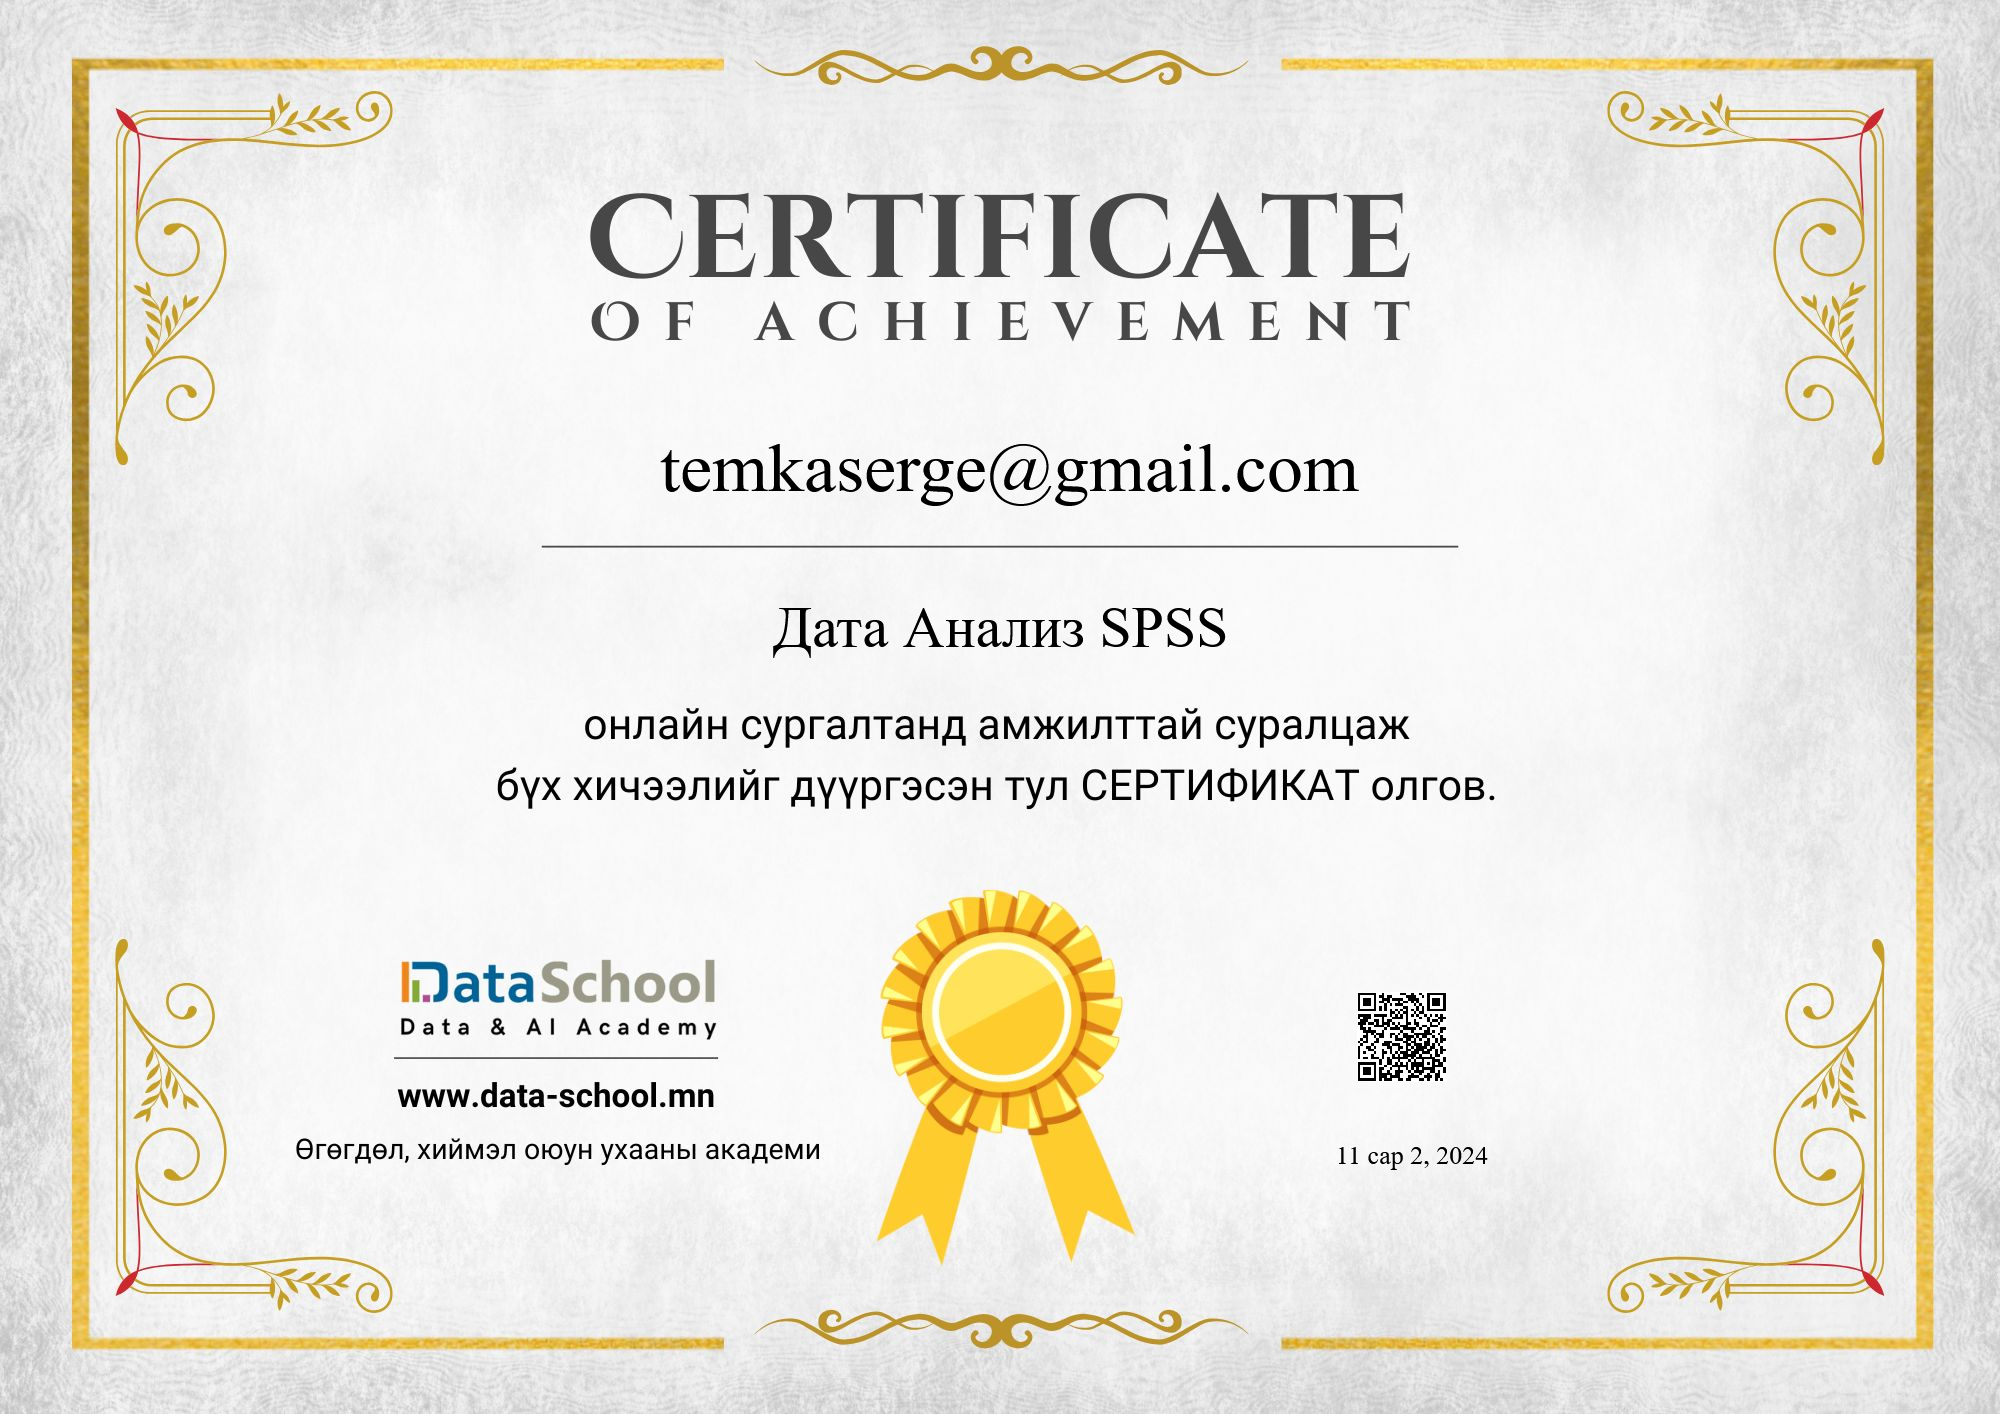 CERTIFICATE
OF ACHIEVEMENT
temkaserge@gmail.com
Дата Анализ SPSS
онлайн сургалтанд амжилттай суралцаж
бүх хичээлийг дүүргэсэн тул СЕРТИФИКАТ олгов.
DataSchool
Data & AI Academy
www.data-school.mn
Өгөгдөл, хиймэл оюун ухааны академи
11 сар 2, 2024